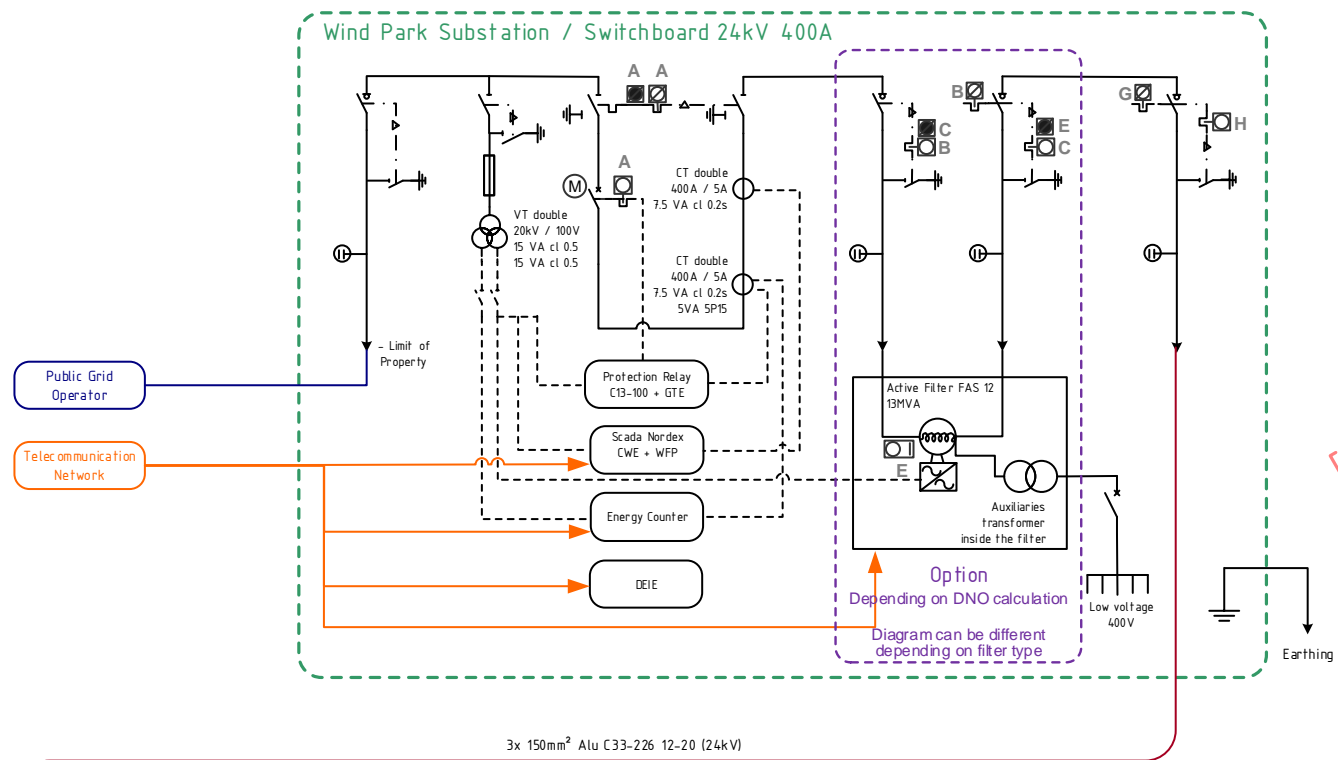 Wind Park Substation / Switchboard 24kV 400A
A
A
B
C
B
E
C
G
H
M
A
CT double
400A / 5A
7.5 VA cl 0.2s
VT double
20kV / 100V
15 VA cl 0.5
15 VA cl 0.5
CT double
400A / 5A
7.5 VA cl 0.2s
5VA 5P15
- Limit of
Property
Public Grid
Operator
Protection Relay
C13-100 + GTE
Active Filter FAS 12
13MVA
Telecommunication
Network
Scada Nordex
CWE + WFP
E
Energy Counter
Auxiliaries
transformer
inside the filter
DEIE
Option
Depending on DNO calculation
Low voltage
400V
Diagram can be different
depending on filter type
Earthing
3x 150mm² Alu C33-226 12-20 (24kV)